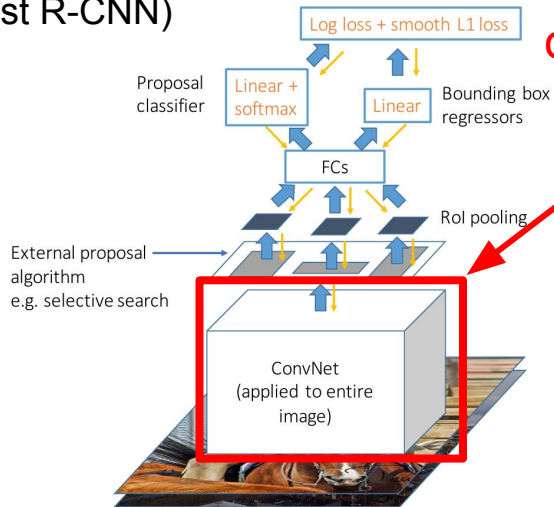 st R-CNN)
Log loss + smooth L1 loss
Proposal
classifier
Linear +
softmax
Linear
Bounding box
regressors
FCs
RoI pooling
External proposal
algorithm
e.g. selective search
ConvNet
(applied to entire
image)